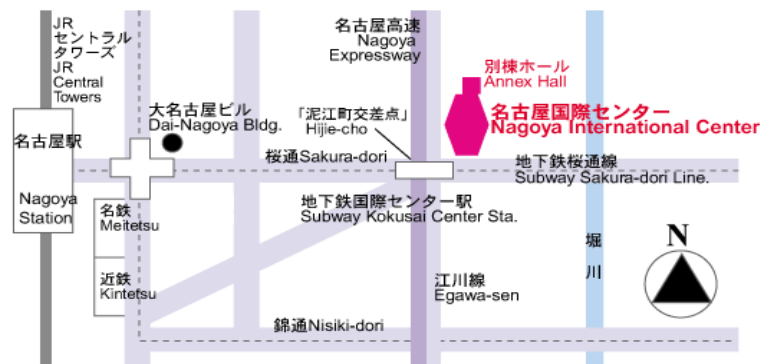 JR
セントラル
タワーズ
JR
Central
Towers
名古屋高速
Nagoya
Expressway
別棟ホール
Annex Hall
名古屋国際センター
Nagoya International Center
大名古屋ビル
Dai-Nagoya Bldg.
「泥江町交差点」
Hijie-cho
名古屋駅
Nagoya
Station
桜通Sakura-dori
地下鉄桜通線
Subway Sakura-dori Line.
名鉄
Meitetsu
地下鉄国際センター駅
Subway Kokusai Center Sta.
堀
川
N
近鉄
Kintetsu
江川線
Egawa-sen
錦通Nisiki-dori